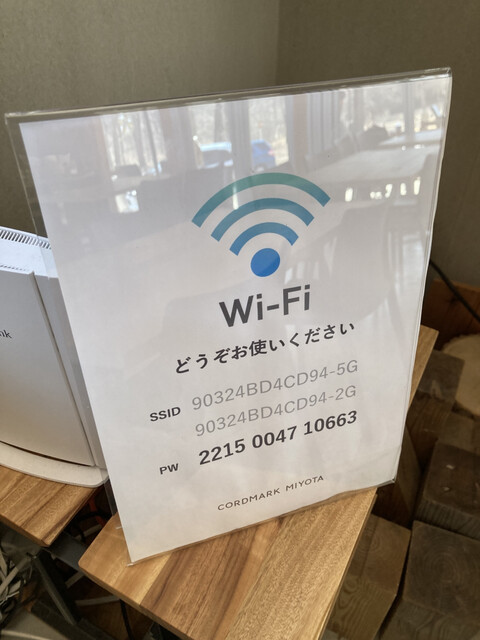 Wi-Fi
どうぞお使いください
SSID 90324BD4CD94-5G
90324BD4CD94-2G
PW 2215 0047 10663
CORDMARK MIYOTA